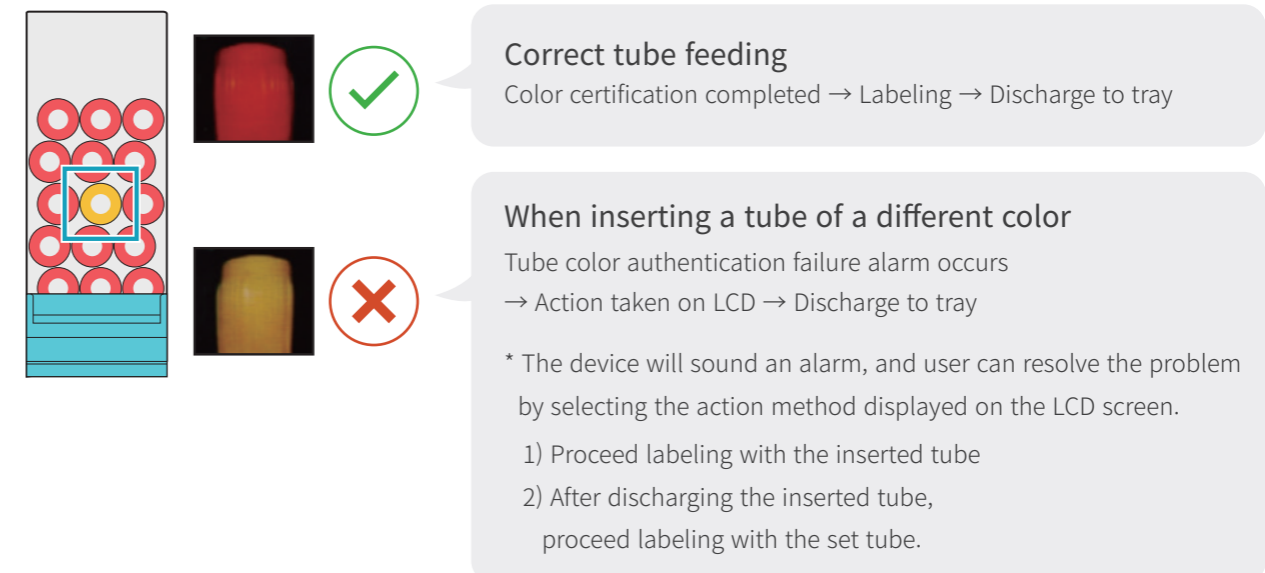 Correct tube feeding
Color certification completed → Labeling → Discharge to tray
When inserting a tube of a different color
Tube color authentication failure alarm occurs
→ Action taken on LCD → Discharge to tray
* The device will sound an alarm, and user can resolve the problem
by selecting the action method displayed on the LCD screen.
1) Proceed labeling with the inserted tube
2) After discharging the inserted tube,
proceed labeling with the set tube.